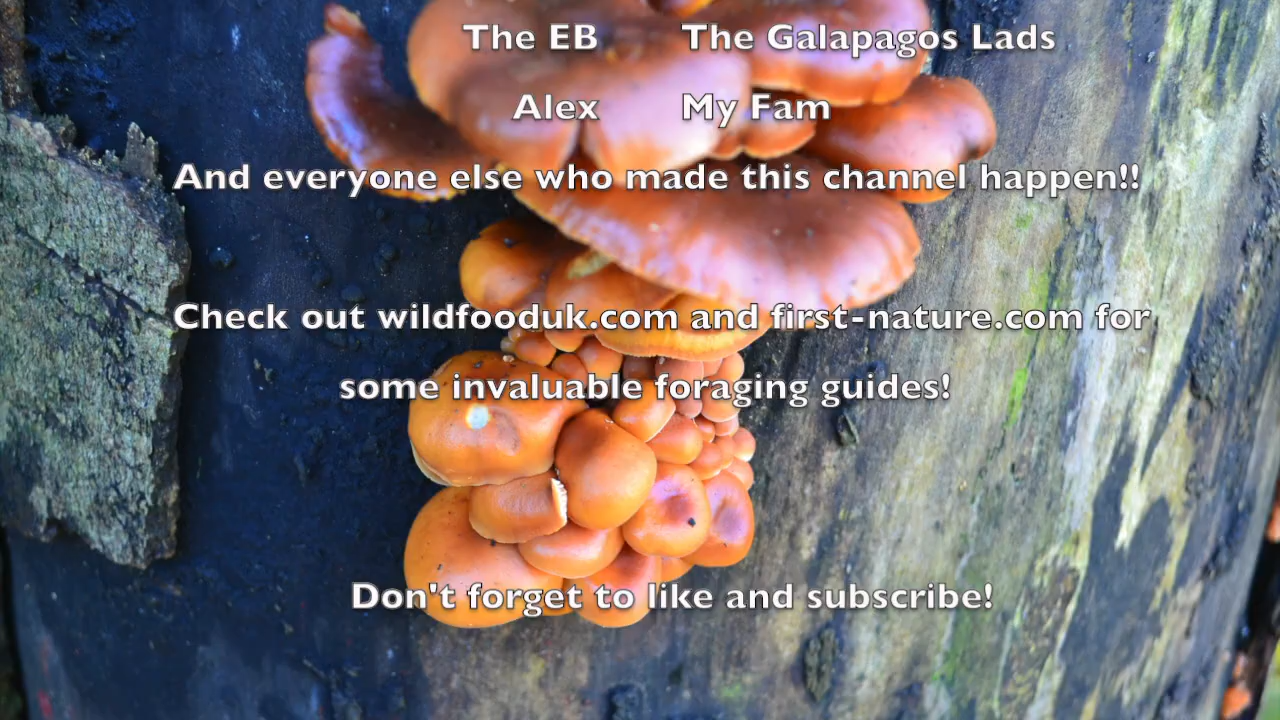 The EB The Galapagos Lads
Alex My Fam
And everyone else who made this channel happen!!
Check out wildfooduk.com and first-nature.com for
some invaluable foraging guides!
Don't forget to like and subscribe!